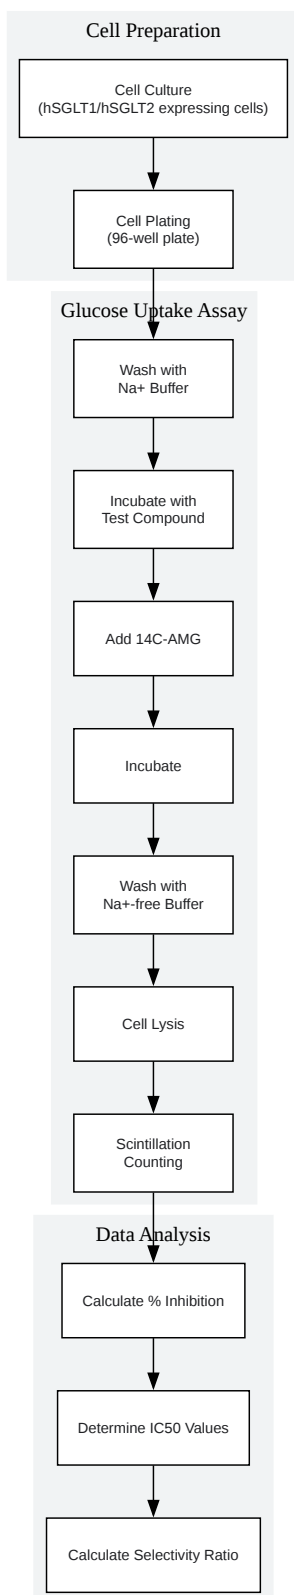 Cell Preparation
Cell Culture
(hSGLT1/hSGLT2 expressing cells)
Cell Plating
(96-well plate)
Glucose Uptake Assay
Wash with
Na+ Buffer
Incubate with
Test Compound
Add 14C-AMG
Incubate
Wash with
Na+-free Buffer
Cell Lysis
Scintillation
Counting
Data Analysis
Calculate % Inhibition
Determine IC50 Values
Calculate Selectivity Ratio